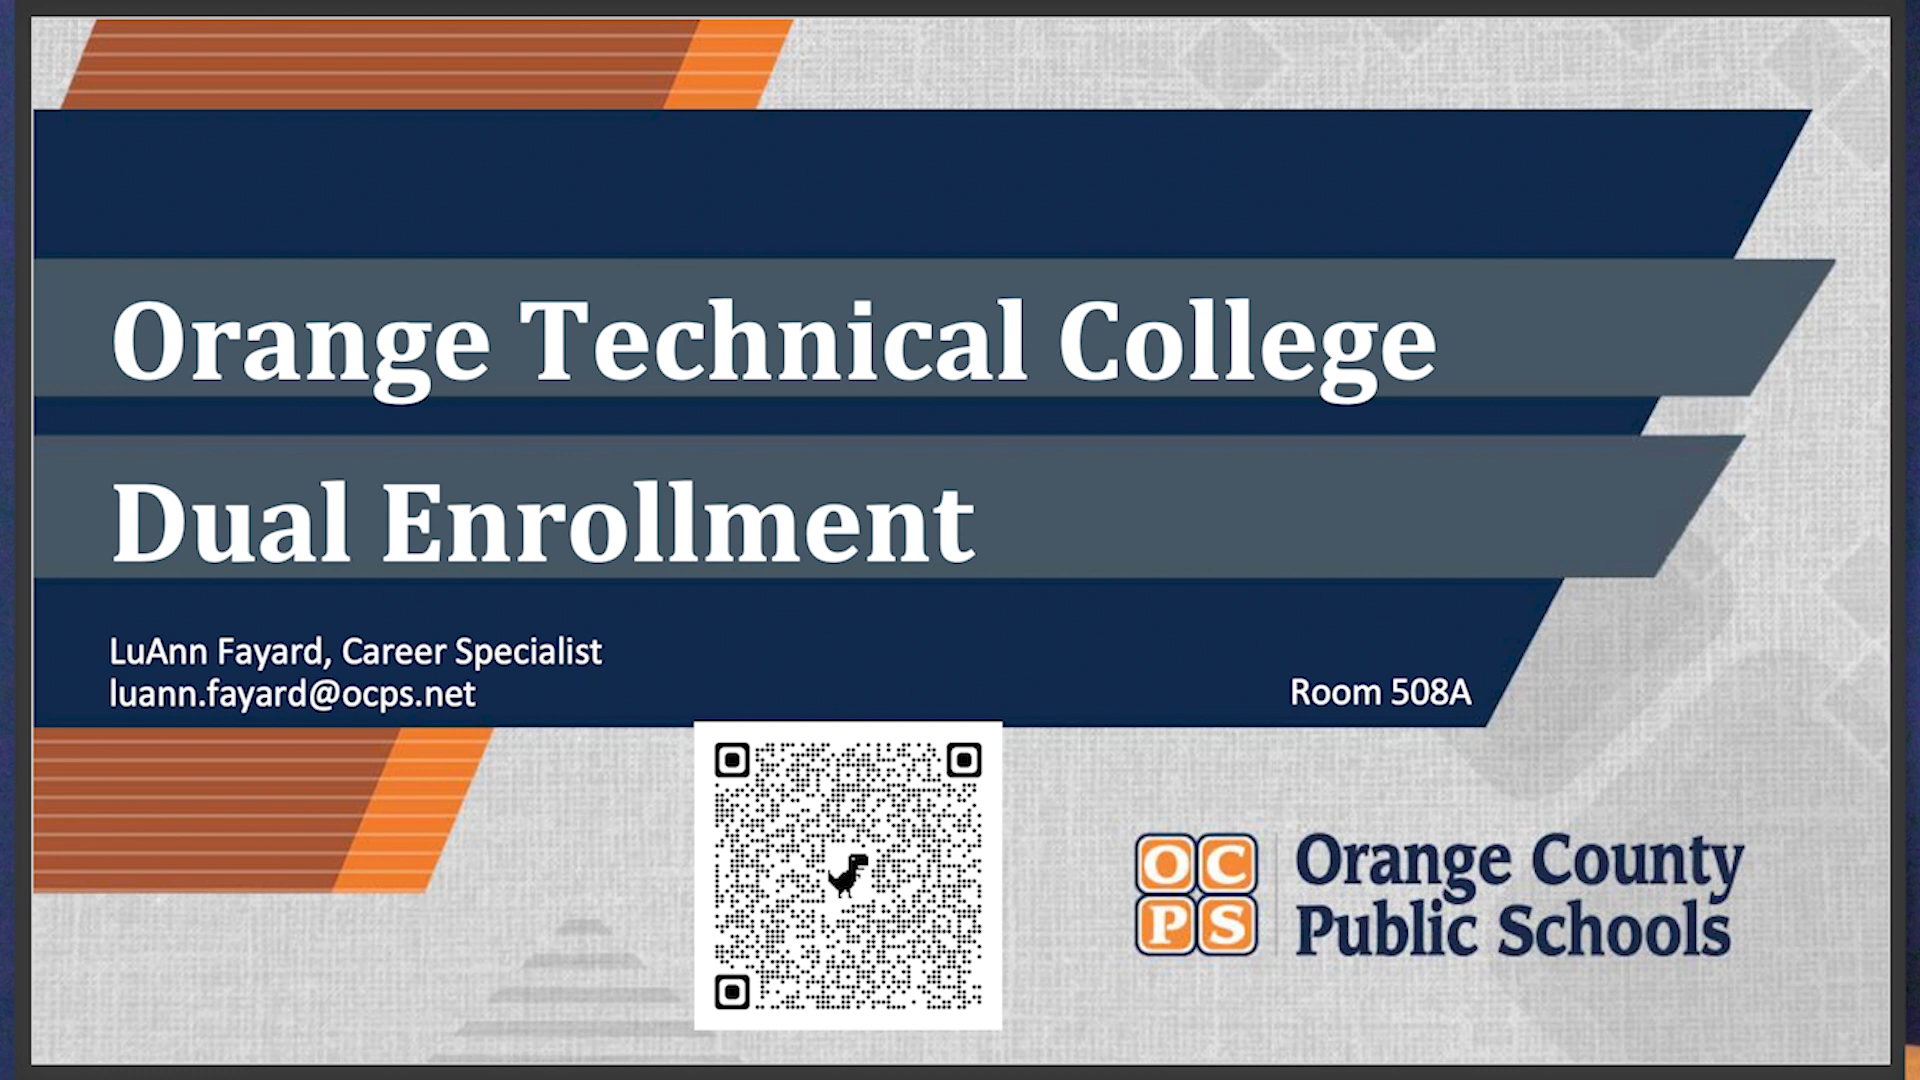 Orange Technical College
Dual Enrollment
LuAnn Fayard, Career Specialist
luann.fayard@ocps.net
Room 508A
OC
PS
Orange County
Public Schools